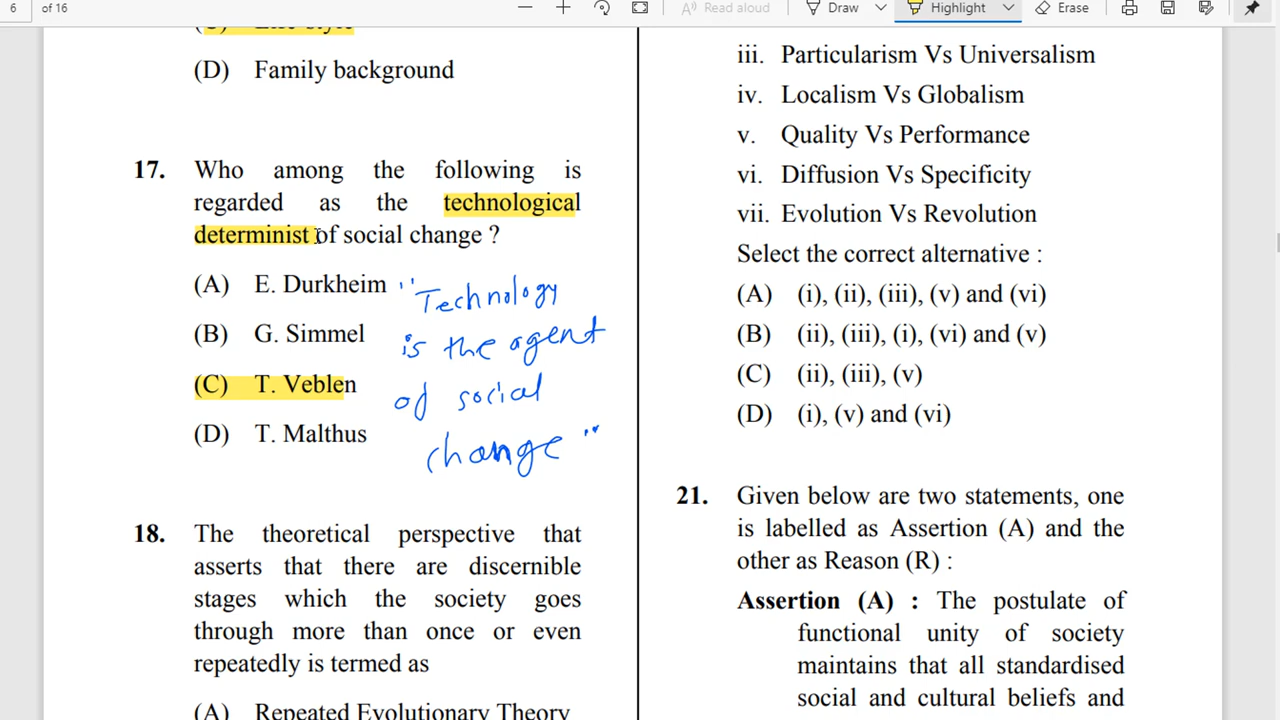 6 of 16 Read aloud Draw Highlight Erase
(D) Family background
17. Who among the following is
regarded as the technological
determinist of social change ?
(A) E. Durkheim
(B) G. Simmel
(C) T. Veblen
(D) T. Malthus
"Technology
is the agent
of social
change"
18. The theoretical perspective that
asserts that there are discernible
stages which the society goes
through more than once or even
repeatedly is termed as
(A) Repeated Evolutionary Theory
iii. Particularism Vs Universalism
iv. Localism Vs Globalism
v. Quality Vs Performance
vi. Diffusion Vs Specificity
vii. Evolution Vs Revolution
Select the correct alternative :
(A) (i), (ii), (iii), (v) and (vi)
(B) (ii), (iii), (i), (vi) and (v)
(C) (ii), (iii), (v)
(D) (i), (v) and (vi)
21. Given below are two statements, one
is labelled as Assertion (A) and the
other as Reason (R) :
Assertion (A) : The postulate of
functional unity of society
maintains that all standardised
social and cultural beliefs and